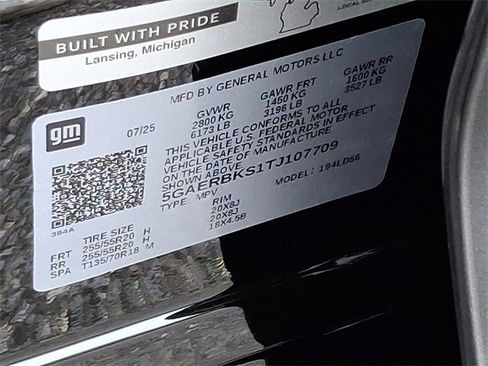 BUILT WITH PRIDE
Lansing, Michigan
MFD BY GENERAL MOTORS LLC
gm
07/25
GVWR GAWR FRT GAWR RR
2800 KG 1450 KG 1600 KG
6173 LB 3196 LB 3527 LB
THIS VEHICLE CONFORMS TO ALL
APPLICABLE U.S. FEDERAL MOTOR
VEHICLE SAFETY STANDARDS IN EFFECT
ON THE DATE OF MANUFACTURE
SHOWN ABOVE
5GAERBKS1TJ107709
TYPE: MPV MODEL: 194LD56
3B4A
TIRE SIZE RIM
FRT 255/55R20 H 20X8J
RR 255/55R20 H 20X8J
SPA T135/70R18 M 18X4.5B